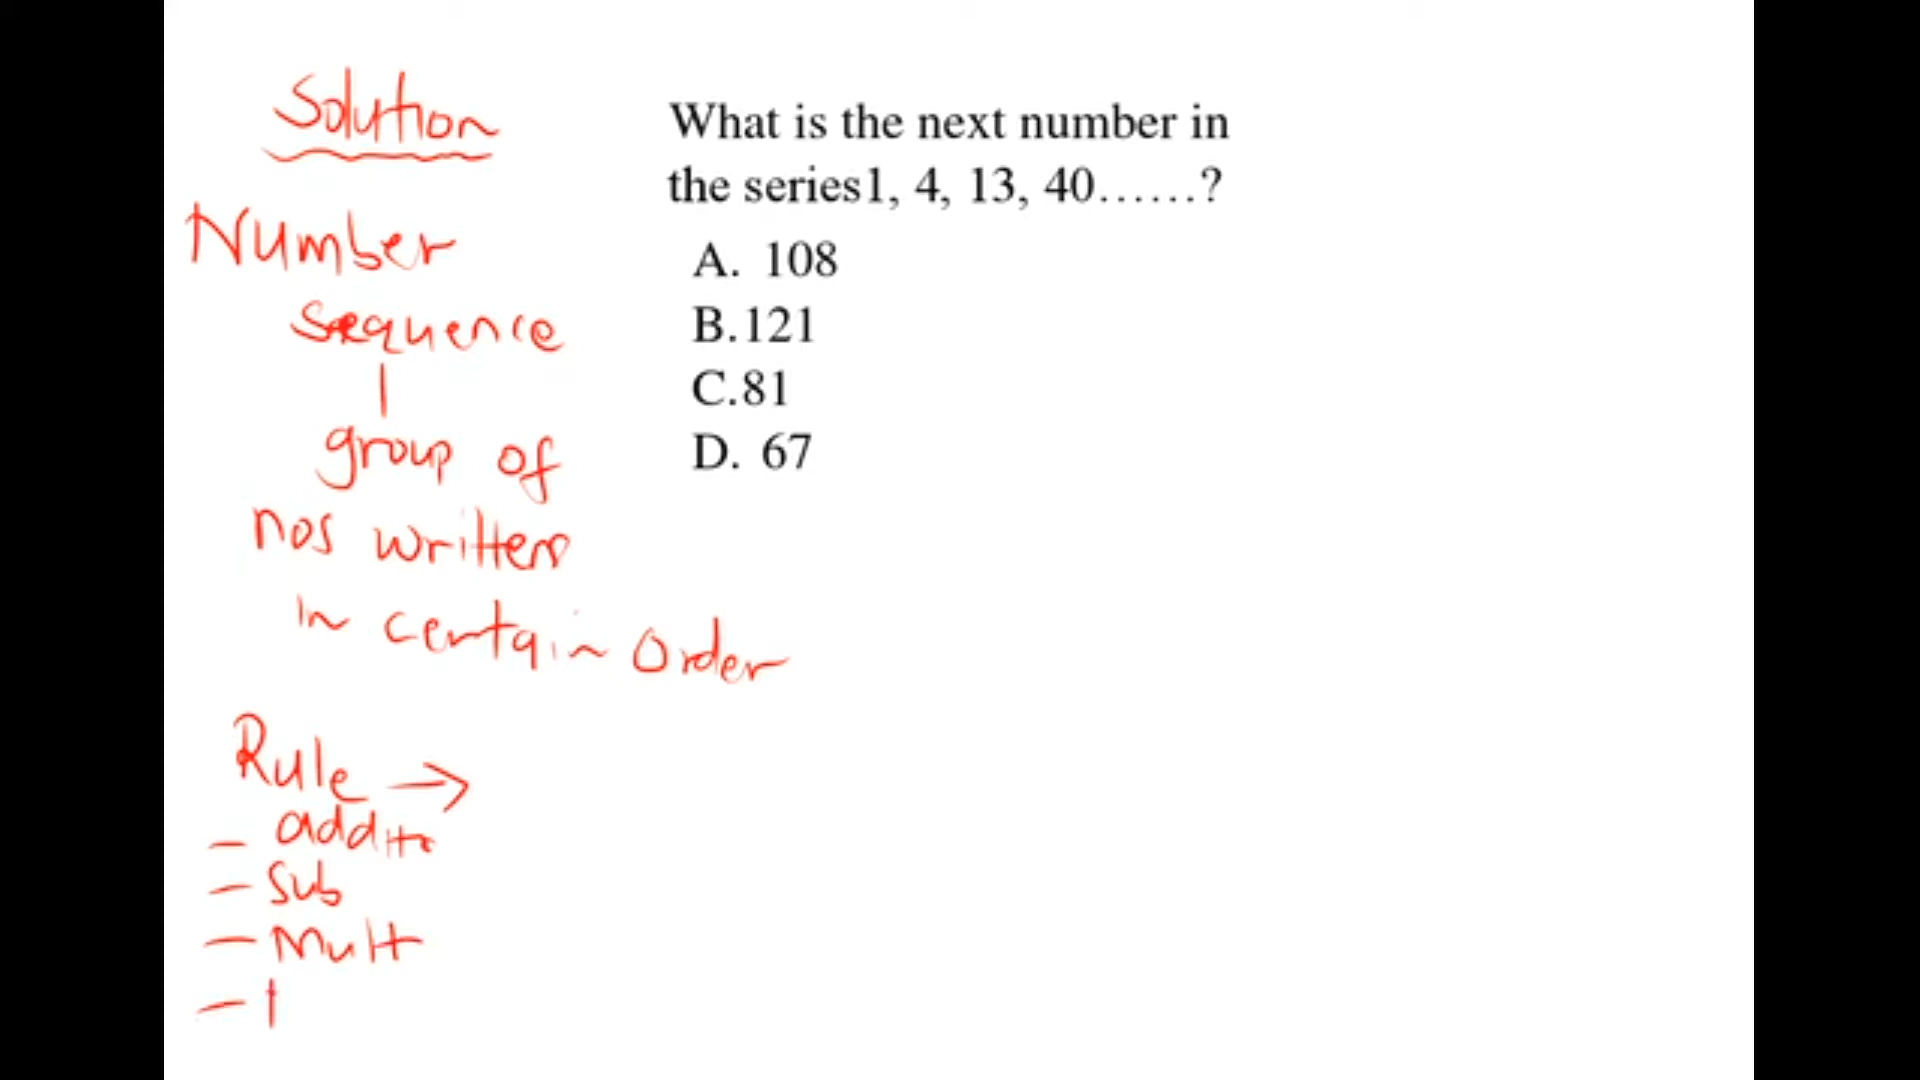 Solution
Number
sequence
group of
nos written
in certain order
Rule →
- addit
- Sub
- Mult
-
What is the next number in
the series1, 4, 13, 40......?
A. 108
B.121
C.81
D. 67